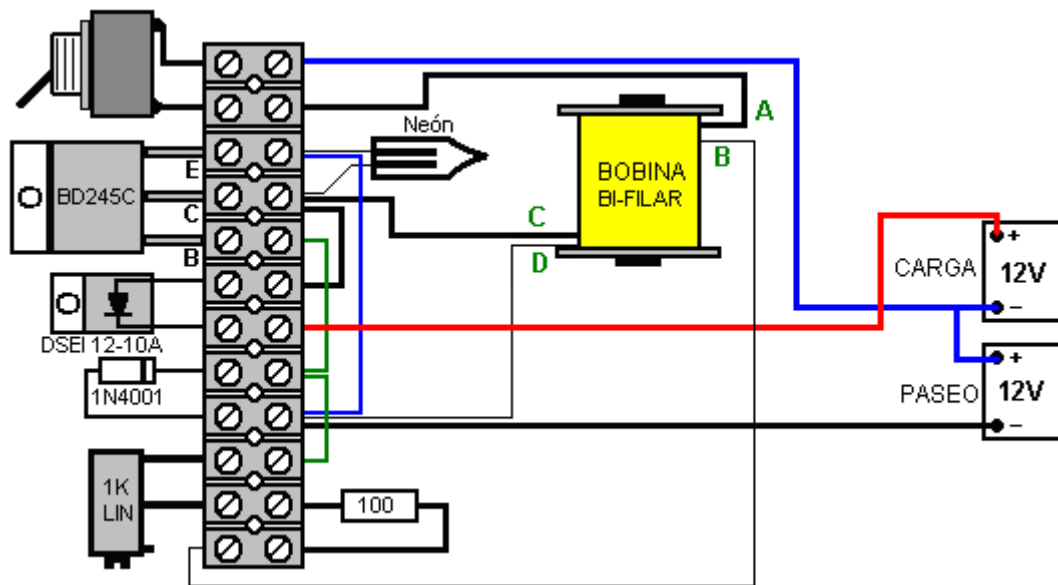 Neón
A
E
BD245C
B
BOBINA
BI-FILAR
C
C
B
D
+
CARGA
12V
−
DSEI 12-10A
+
1N4001
PASEO
12V
−
1K
LIN
100